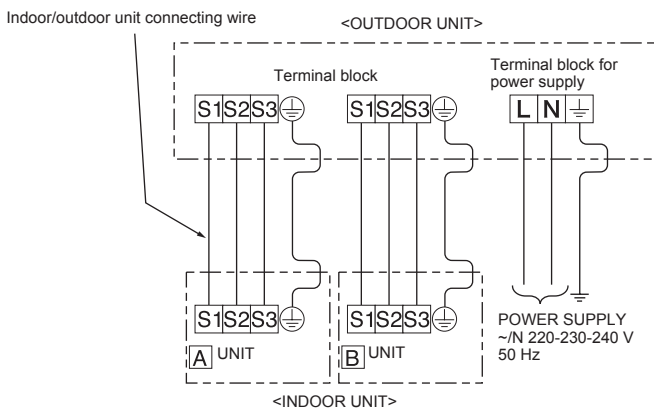 Indoor/outdoor unit connecting wire
<OUTDOOR UNIT>
Terminal block
Terminal block for
power supply
S1 S2 S3
S1 S2 S3
L N
S1 S2 S3
S1 S2 S3
A UNIT
B UNIT
POWER SUPPLY
~/N 220-230-240 V
50 Hz
<INDOOR UNIT>